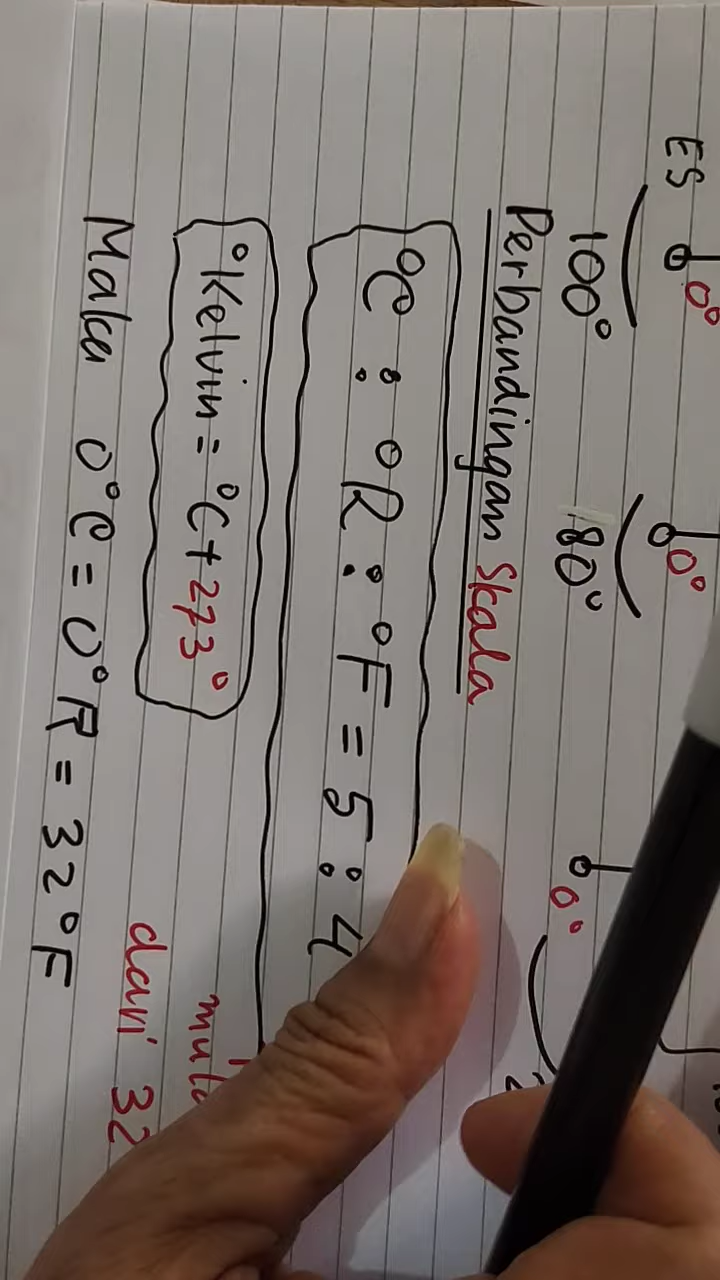 ES 0° 0° 0°
100° 80°
Perbandingan Skala
°C : °R : °F = 5 : 4
°Kelvin = °C + 273°
dari 32
Maka 0°C = 0°R = 32°F